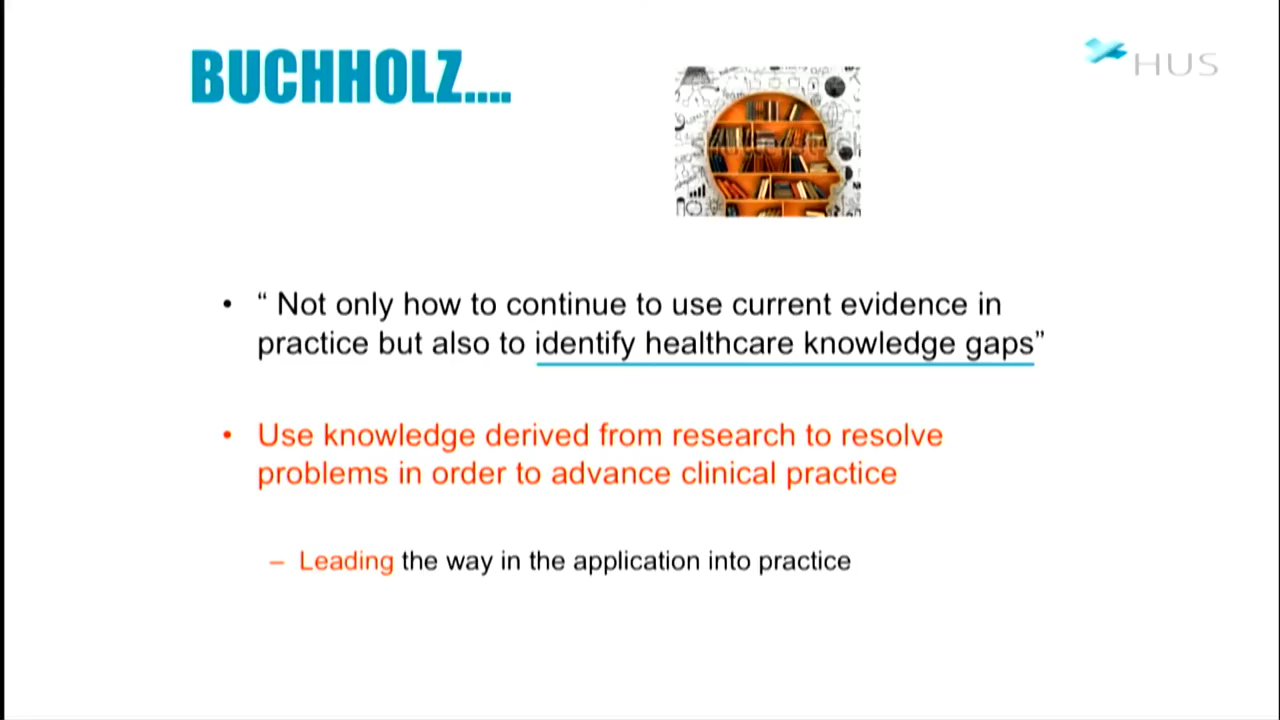 BUCHHOLZ....
HUS
• “ Not only how to continue to use current evidence in
practice but also to identify healthcare knowledge gaps”
• Use knowledge derived from research to resolve
problems in order to advance clinical practice
– Leading the way in the application into practice